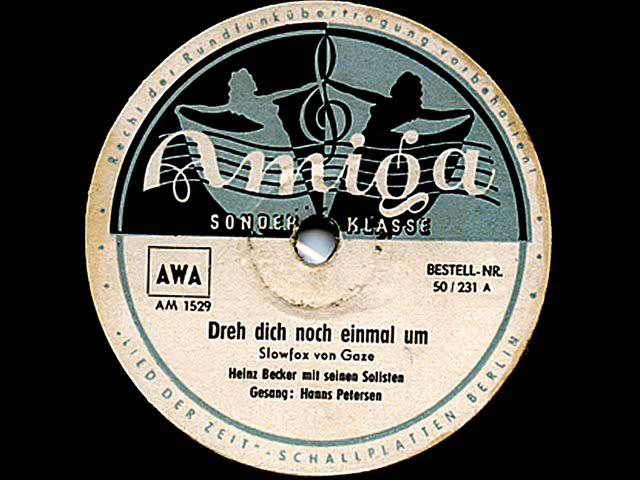 Recht der Rundfunkübertragung vorbehalten!
Amiga
SONDER KLASSE
AWA
AM 1529
BESTELL-NR.
50 / 231 A
Dreh dich noch einmal um
Slowfox von Gaze
Heinz Becker mit seinen Solisten
Gesang: Hanns Petersen
"LIED DER ZEIT"-SCHALLPLATTEN BERLIN